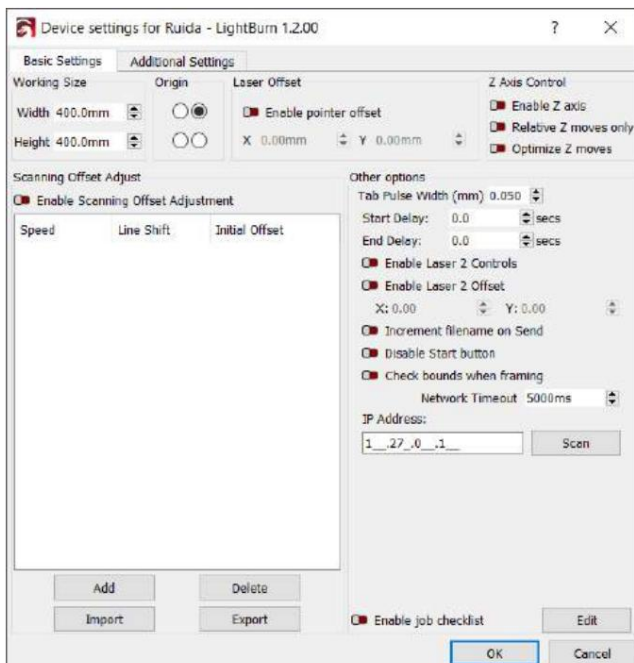 Device settings for Ruida - LightBurn 1.2.00 ? X
Basic Settings Additional Settings
Working Size
Width 400.0mm
Height 400.0mm
Origin
Laser Offset
Enable pointer offset
X 0.00mm Y 0.00mm
Z Axis Control
Enable Z axis
Relative Z moves only
Optimize Z moves
Scanning Offset Adjust
Enable Scanning Offset Adjustment
Speed Line Shift Initial Offset
Add Delete
Import Export
Other options
Tab Pulse Width (mm) 0.050
Start Delay: 0.0 secs
End Delay: 0.0 secs
Enable Laser 2 Controls
Enable Laser 2 Offset
X: 0.00 Y: 0.00
Increment filename on Send
Disable Start button
Check bounds when framing
Network Timeout 5000ms
IP Address:
1__.27_.0__.1__ Scan
Enable job checklist Edit
OK Cancel